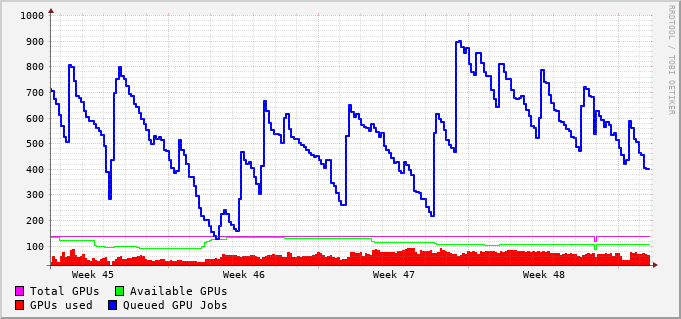 1000
900
800
700
600
500
400
300
200
100
Week 45 Week 46 Week 47 Week 48
Total GPUs Available GPUs
GPUs used Queued GPU Jobs
RRDTOOL / TOBI OETIKER